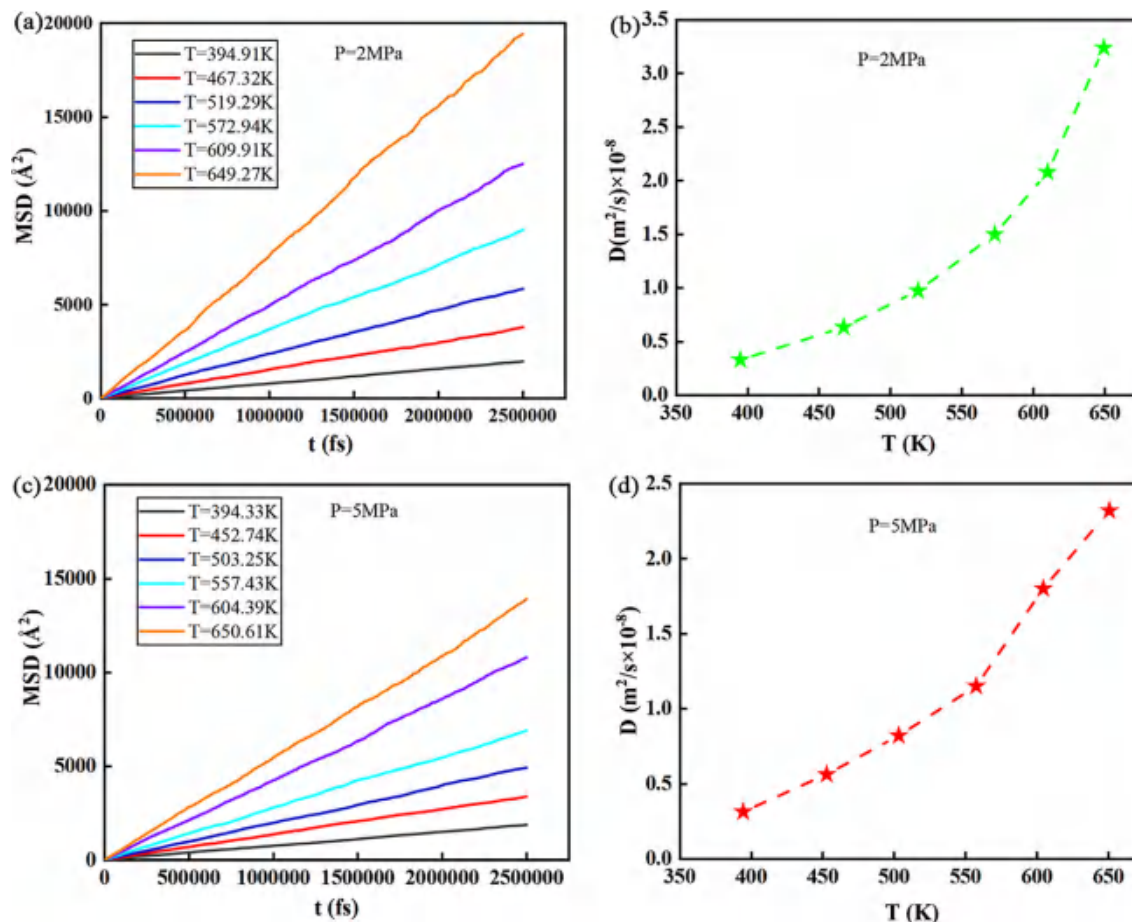 (a)
20000
15000
10000
5000
0
MSD (Å²)
T=394.91K
T=467.32K
T=519.29K
T=572.94K
T=609.91K
T=649.27K
P=2MPa
0 500000 1000000 1500000 2000000 2500000
t (fs)
(b)
3.5
3.0
2.5
2.0
1.5
1.0
0.5
0.0
D(m²/s)×10⁻⁸
P=2MPa
350 400 450 500 550 600 650
T (K)
(c)
20000
15000
10000
5000
0
MSD (Å²)
T=394.33K
T=452.74K
T=503.25K
T=557.43K
T=604.39K
T=650.61K
P=5MPa
0 500000 1000000 1500000 2000000 2500000
t (fs)
(d)
2.5
2.0
1.5
1.0
0.5
0.0
D (m²/s×10⁻⁸)
P=5MPa
350 400 450 500 550 600 650
T (K)